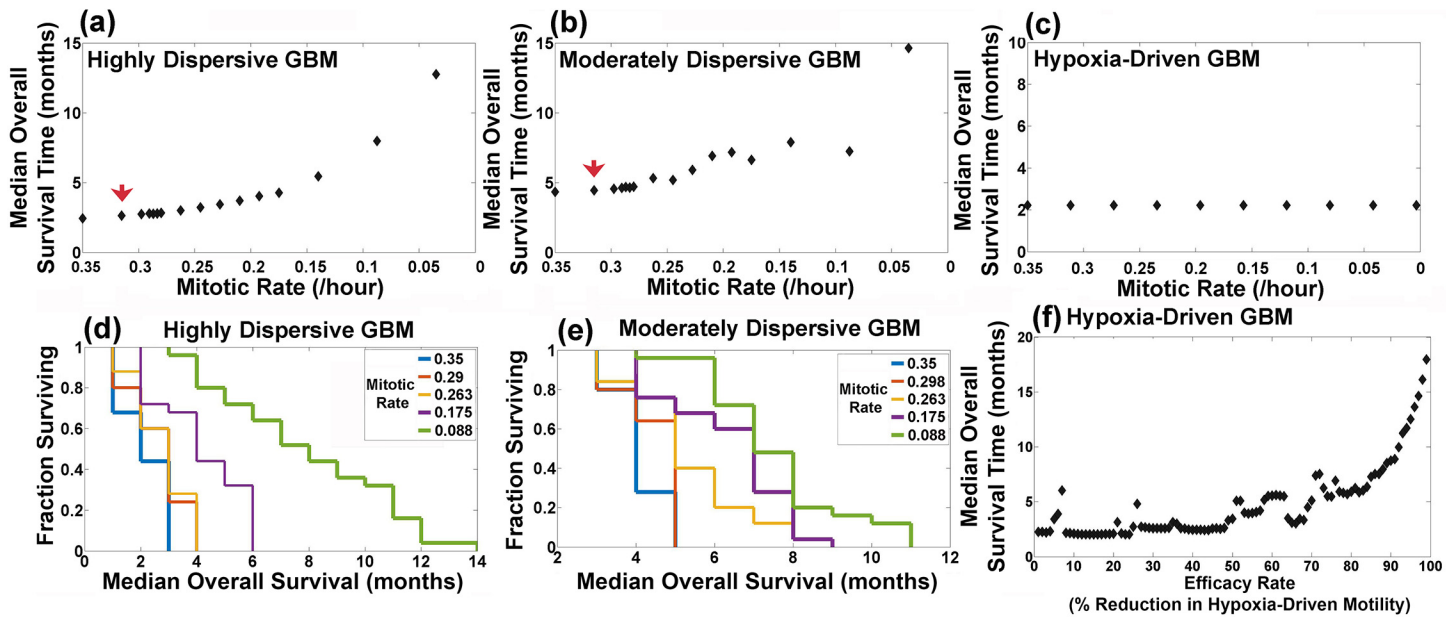 (a)
Highly Dispersive GBM
Median Overall
Survival Time (months)
15
10
5
0
0.35
0.3
0.25
0.2
0.15
0.1
0.05
0
Mitotic Rate (/hour)
(b)
Moderately Dispersive GBM
Median Overall
Survival Time (months)
15
10
5
0
0.35
0.3
0.25
0.2
0.15
0.1
0.05
0
Mitotic Rate (/hour)
(c)
Hypoxia-Driven GBM
Median Overall
Survival Time (months)
10
8
6
4
2
0
0.35
0.3
0.25
0.2
0.15
0.1
0.05
0
Mitotic Rate (/hour)
(d)
Highly Dispersive GBM
Fraction Surviving
1
0.8
0.6
0.4
0.2
0
0
2
4
6
8
10
12
14
Median Overall Survival (months)
Mitotic
Rate
0.35
0.29
0.263
0.175
0.088
(e)
Moderately Dispersive GBM
Fraction Surviving
1
0.8
0.6
0.4
0.2
0
2
4
6
8
10
12
Median Overall Survival (months)
Mitotic
Rate
0.35
0.298
0.263
0.175
0.088
(f)
Hypoxia-Driven GBM
Median Overall
Survival Time (months)
20
15
10
5
0
0
10
20
30
40
50
60
70
80
90
100
Efficacy Rate
(% Reduction in Hypoxia-Driven Motility)